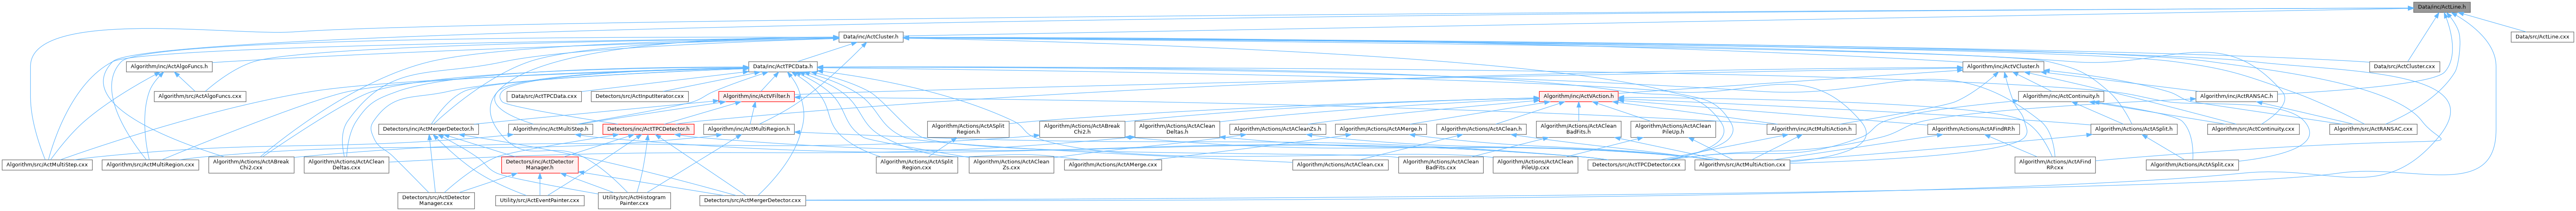 Data/inc/ActLine.h
Data/inc/ActCluster.h
Data/src/ActLine.cxx
Algorithm/inc/ActAlgoFuncs.h
Data/inc/ActTPCData.h
Algorithm/inc/ActVCluster.h
Data/src/ActCluster.cxx
Algorithm/src/ActAlgoFuncs.cxx
Data/src/ActTPCData.cxx
Detectors/src/ActInputIterator.cxx
Algorithm/inc/ActVFilter.h
Algorithm/inc/ActVAction.h
Algorithm/inc/ActContinuity.h
Algorithm/inc/ActRANSAC.h
Detectors/inc/ActMergerDetector.h
Algorithm/inc/ActMultiStep.h
Detectors/inc/ActTPCDetector.h
Algorithm/inc/ActMultiRegion.h
Algorithm/Actions/ActASplit
Region.h
Algorithm/Actions/ActABreak
Chi2.h
Algorithm/Actions/ActAClean
Deltas.h
Algorithm/Actions/ActACleanZs.h
Algorithm/Actions/ActAMerge.h
Algorithm/Actions/ActAClean.h
Algorithm/Actions/ActAClean
BadFits.h
Algorithm/Actions/ActAClean
PileUp.h
Algorithm/inc/ActMultiAction.h
Algorithm/Actions/ActAFindRP.h
Algorithm/Actions/ActASplit.h
Algorithm/src/ActContinuity.cxx
Algorithm/src/ActRANSAC.cxx
Algorithm/src/ActMultiStep.cxx
Algorithm/src/ActMultiRegion.cxx
Algorithm/Actions/ActABreak
Chi2.cxx
Algorithm/Actions/ActAClean
Deltas.cxx
Detectors/inc/ActDetector
Manager.h
Algorithm/Actions/ActASplit
Region.cxx
Algorithm/Actions/ActAClean
Zs.cxx
Algorithm/Actions/ActAMerge.cxx
Algorithm/Actions/ActAClean.cxx
Algorithm/Actions/ActAClean
BadFits.cxx
Algorithm/Actions/ActAClean
PileUp.cxx
Detectors/src/ActTPCDetector.cxx
Algorithm/src/ActMultiAction.cxx
Algorithm/Actions/ActAFind
RP.cxx
Algorithm/Actions/ActASplit.cxx
Detectors/src/ActDetector
Manager.cxx
Utility/src/ActEventPainter.cxx
Utility/src/ActHistogram
Painter.cxx
Detectors/src/ActMergerDetector.cxx